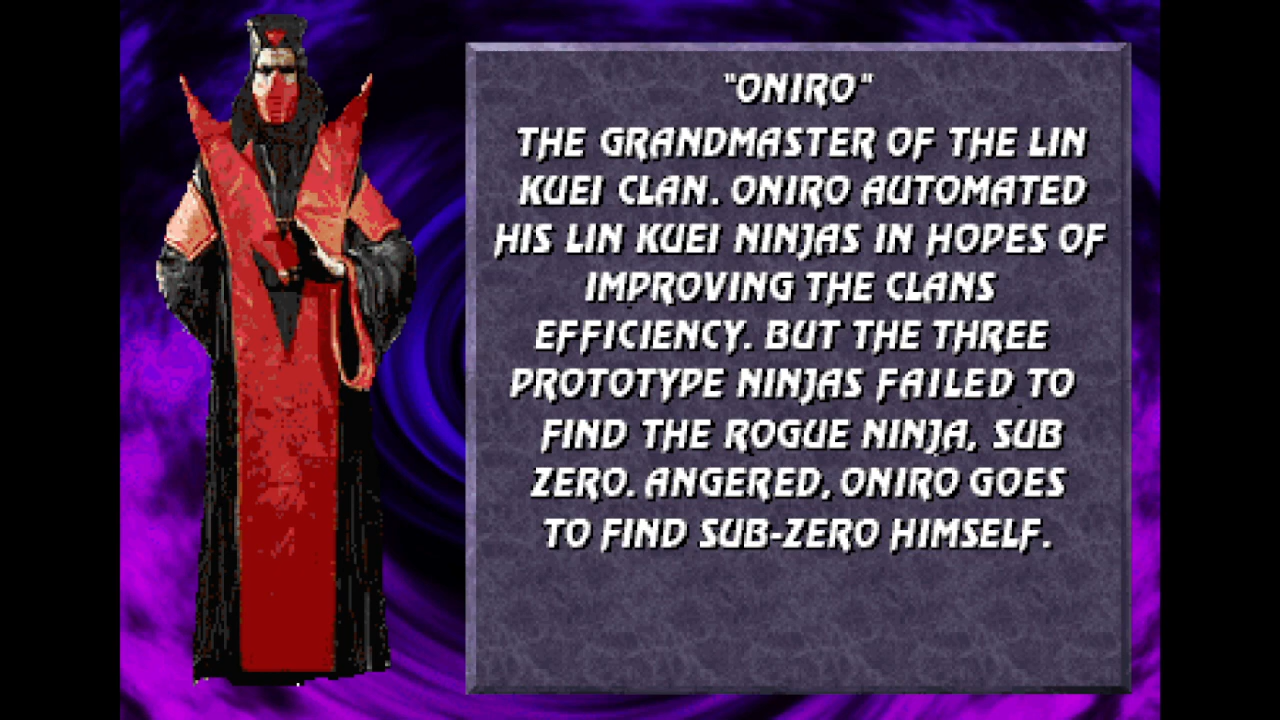 "ONIRO"
THE GRANDMASTER OF THE LIN
KUEI CLAN. ONIRO AUTOMATED
HIS LIN KUEI NINJAS IN HOPES OF
IMPROVING THE CLANS
EFFICIENCY. BUT THE THREE
PROTOTYPE NINJAS FAILED TO
FIND THE ROGUE NINJA, SUB
ZERO. ANGERED, ONIRO GOES
TO FIND SUB-ZERO HIMSELF.